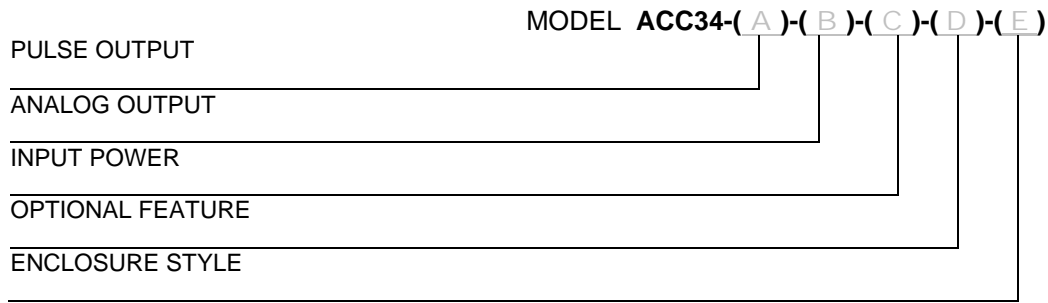 MODEL ACC34-( A )-( B )-( C )-( D )-( E )
PULSE OUTPUT
ANALOG OUTPUT
INPUT POWER
OPTIONAL FEATURE
ENCLOSURE STYLE